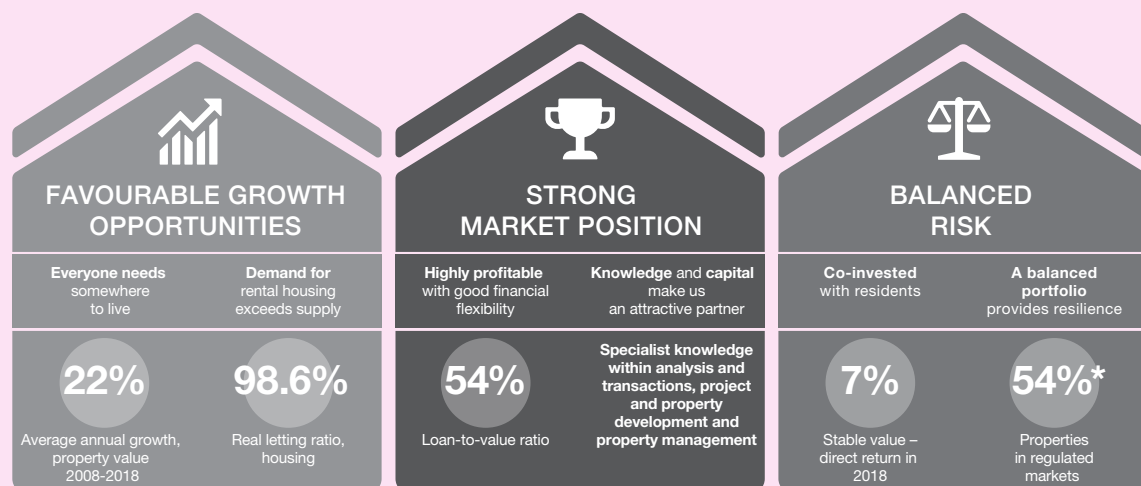 FAVOURABLE GROWTH
OPPORTUNITIES
Everyone needs
somewhere
to live
Demand for
rental housing
exceeds supply
22%
Average annual growth,
property value
2008-2018
98.6%
Real letting ratio,
housing
STRONG
MARKET POSITION
Highly profitable
with good financial
flexibility
Knowledge and capital
make us
an attractive partner
54%
Loan-to-value ratio
Specialist knowledge
within analysis and
transactions, project
and property
development and
property management
BALANCED
RISK
Co-invested
with residents
A balanced
portfolio
provides resilience
7%
Stable value –
direct return in
2018
54%*
Properties
in regulated
markets